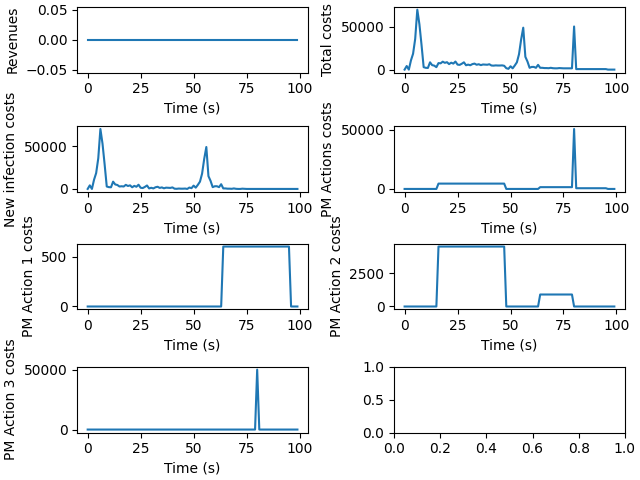 Revenues
0.05
0.00
−0.05
0 25 50 75 100
Time (s)
Total costs
50000
0
0 25 50 75 100
Time (s)
New infection costs
50000
0
0 25 50 75 100
Time (s)
PM Actions costs
50000
0
0 25 50 75 100
Time (s)
PM Action 1 costs
500
0
0 25 50 75 100
Time (s)
PM Action 2 costs
2500
0
0 25 50 75 100
Time (s)
PM Action 3 costs
50000
0
0 25 50 75 100
Time (s)
1.0
0.5
0.0
0.0 0.2 0.4 0.6 0.8 1.0